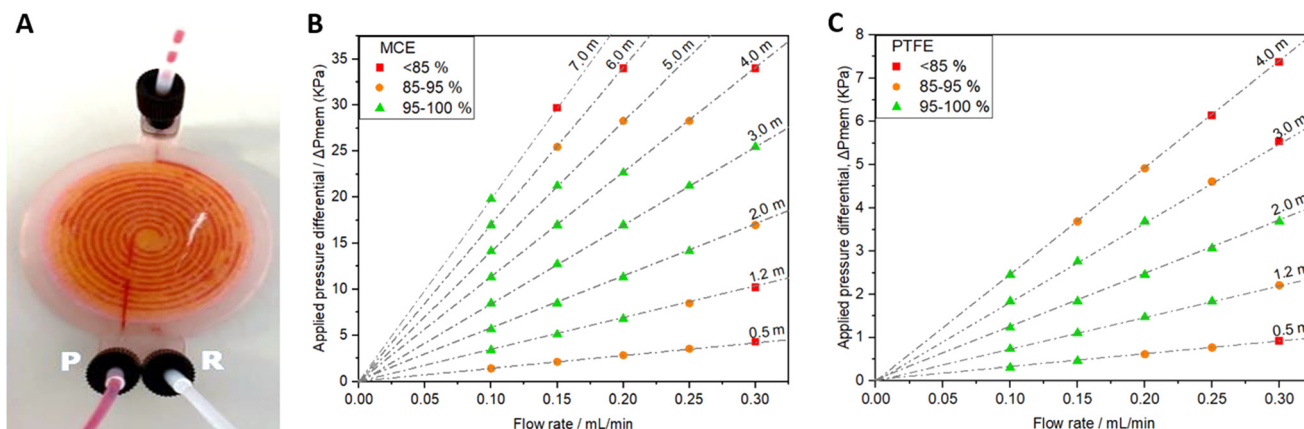 A
P
R
B
MCE
<85 %
85-95 %
95-100 %
Applied pressure differential / ΔPmem (KPa)
35
30
25
20
15
10
5
0
0.00 0.05 0.10 0.15 0.20 0.25 0.30
Flow rate / mL/min
7.0 m
6.0 m
5.0 m
4.0 m
3.0 m
2.0 m
1.2 m
0.5 m
C
PTFE
<85 %
85-95 %
95-100 %
Applied pressure differential, ΔPmem (KPa)
8
7
6
5
4
3
2
1
0
0.00 0.05 0.10 0.15 0.20 0.25 0.30
Flow rate / mL/min
4.0 m
3.0 m
2.0 m
1.2 m
0.5 m